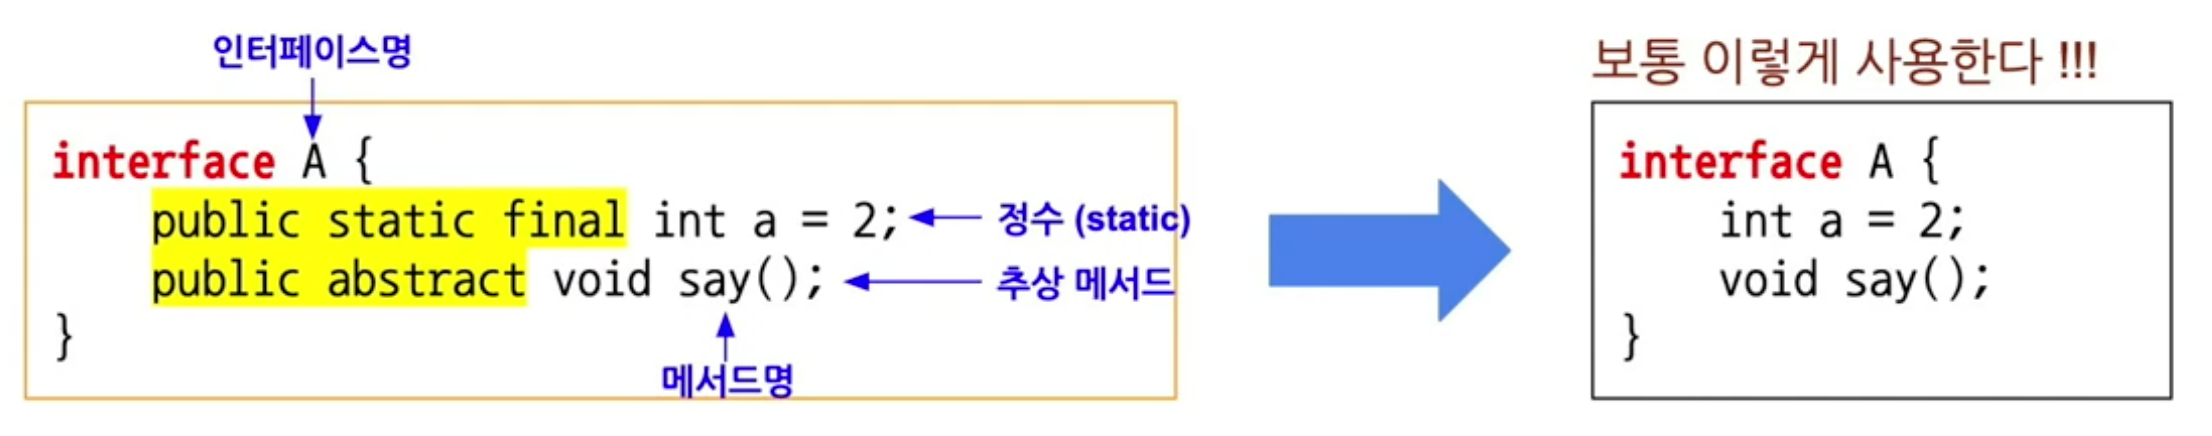 인터페이스명
보통 이렇게 사용한다 !!!
interface A {
public static final int a = 2;
정수 (static)
public abstract void say();
추상 메서드
}
메서드명
interface A {
int a = 2;
void say();
}